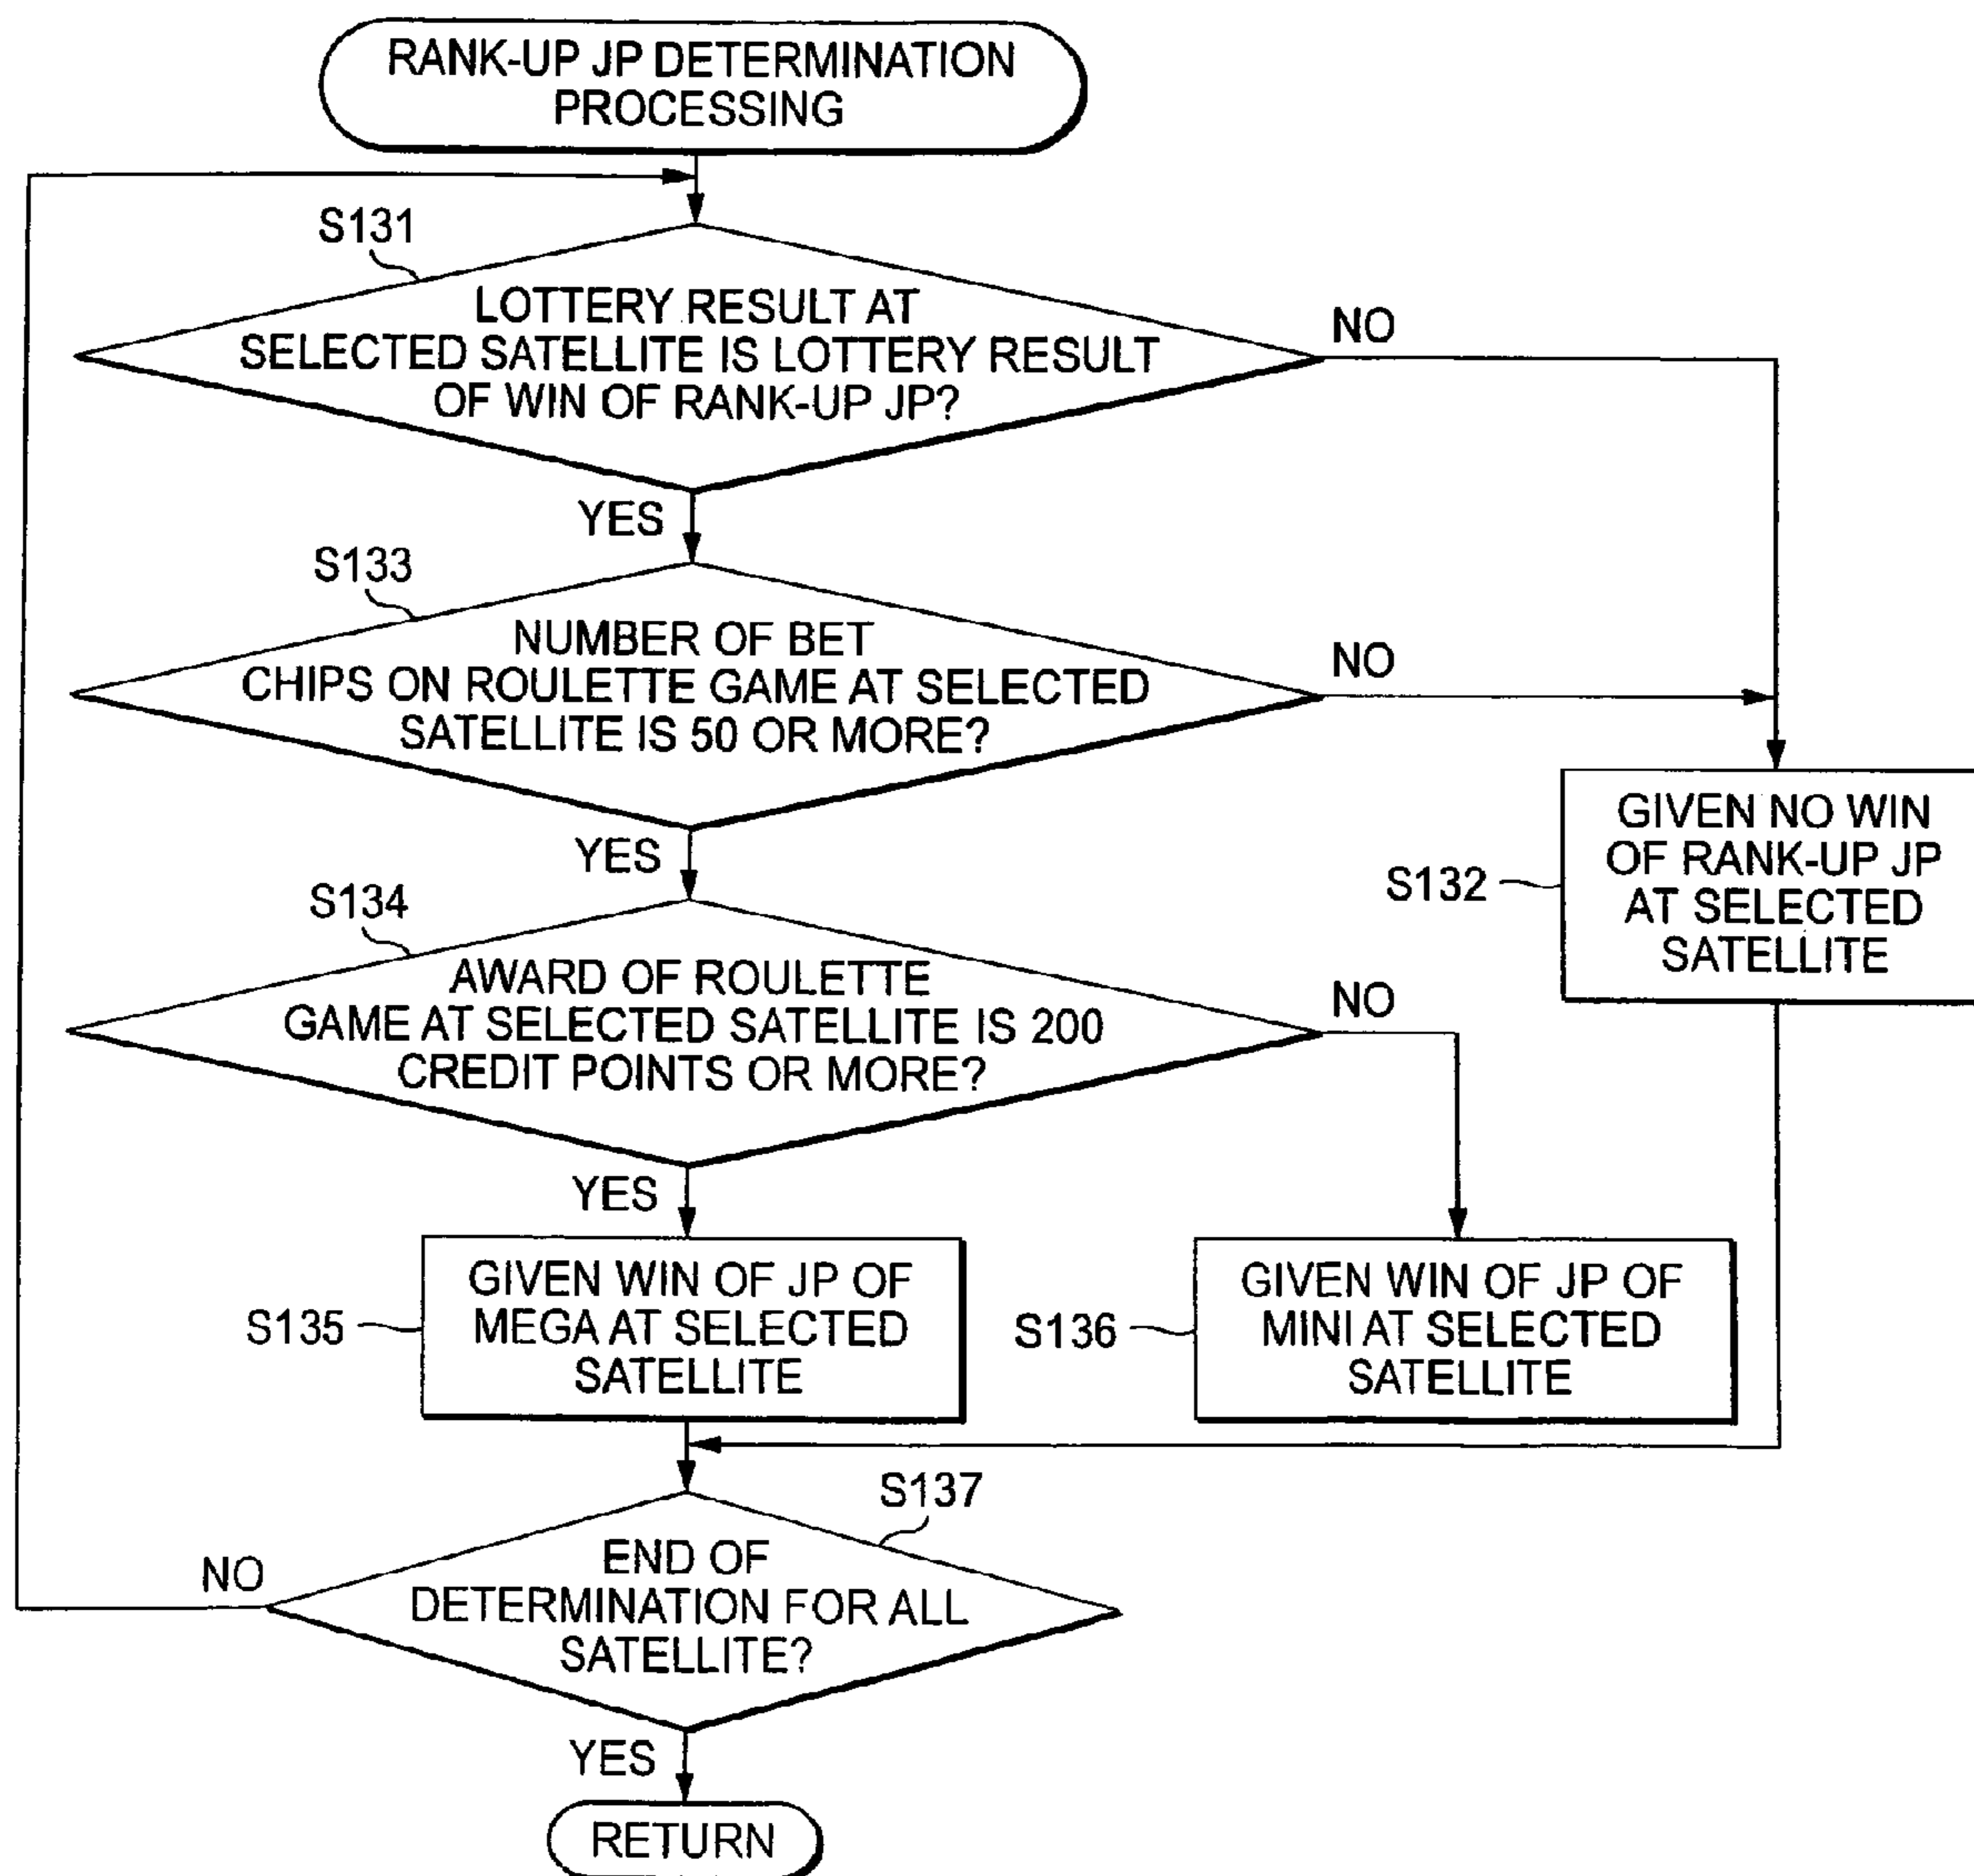 RANK-UP JP DETERMINATION
PROCESSING
S131
LOTTERY RESULT AT
SELECTED SATELLITE IS LOTTERY RESULT
OF WIN OF RANK-UP JP?
NO
YES
S133
NUMBER OF BET
CHIPS ON ROULETTE GAME AT SELECTED
SATELLITE IS 50 OR MORE?
NO
YES
S132
GIVEN NO WIN
OF RANK-UP JP
AT SELECTED
SATELLITE
S134
AWARD OF ROULETTE
GAME AT SELECTED SATELLITE IS 200
CREDIT POINTS OR MORE?
NO
YES
S135
GIVEN WIN OF JP OF
MEGA AT SELECTED
SATELLITE
S136
GIVEN WIN OF JP OF
MINI AT SELECTED
SATELLITE
S137
END OF
DETERMINATION FOR ALL
SATELLITE?
NO
YES
RETURN